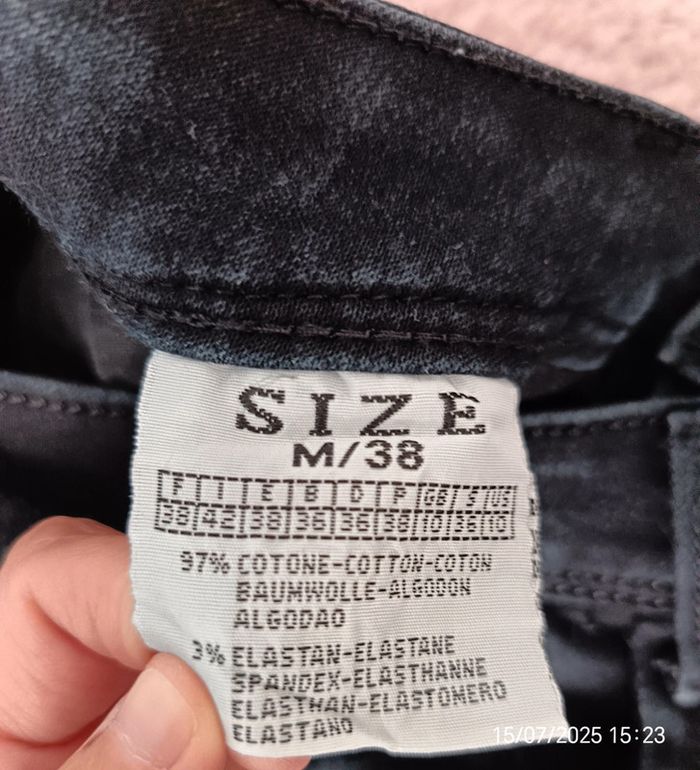 SIZE
M/38
F I E B D P GB S US
38 42 38 36 36 38 10 36 10
97% COTONE-COTTON-COTON
BAUMWOLLE-ALGODON
ALGODAO
3% ELASTAN-ELASTANE
SPANDEX-ELASTHANNE
ELASTHAN-ELASTOMERO
ELASTANO
15/07/2025 15:23